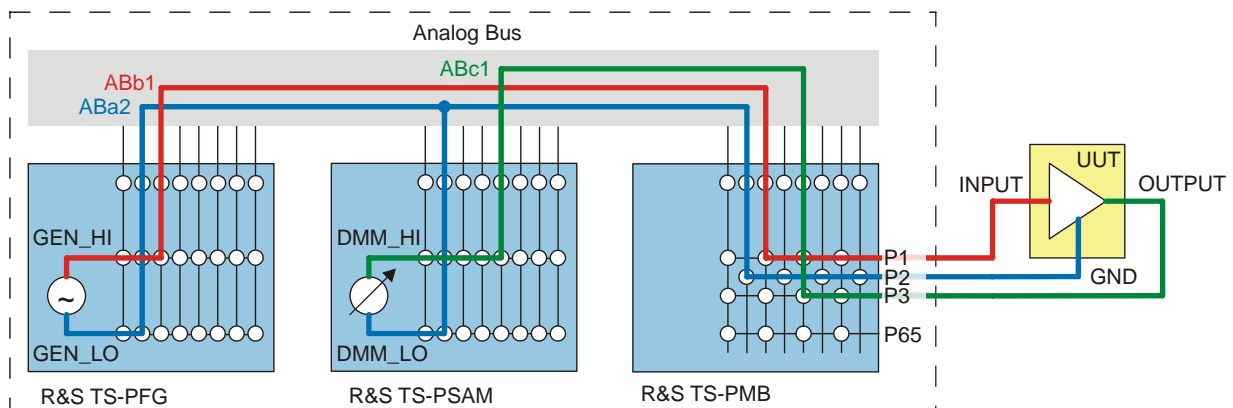 Analog Bus
ABc1
ABb1
ABa2
UUT
INPUT
OUTPUT
GEN_HI
DMM_HI
P1
P2
GND
P3
~
P65
GEN_LO
DMM_LO
R&S TS-PFG
R&S TS-PSAM
R&S TS-PMB